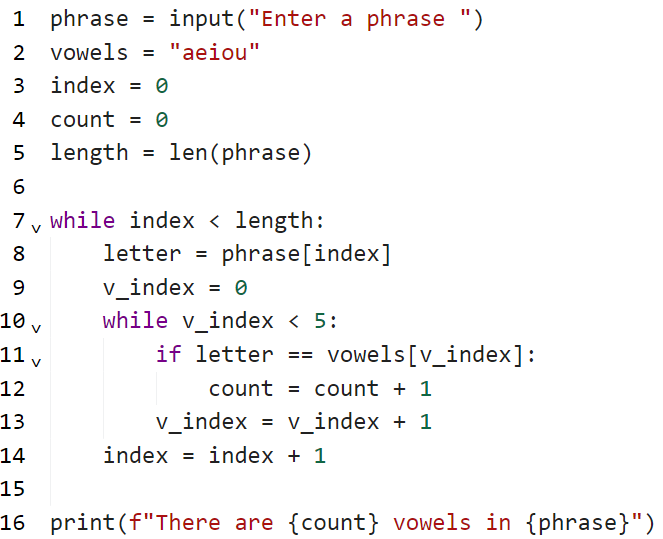 1 phrase = input("Enter a phrase ")
2 vowels = "aeiou"
3 index = 0
4 count = 0
5 length = len(phrase)
6
7 while index < length:
8     letter = phrase[index]
9     v_index = 0
10     while v_index < 5:
11         if letter == vowels[v_index]:
12             count = count + 1
13         v_index = v_index + 1
14     index = index + 1
15
16 print(f"There are {count} vowels in {phrase}")